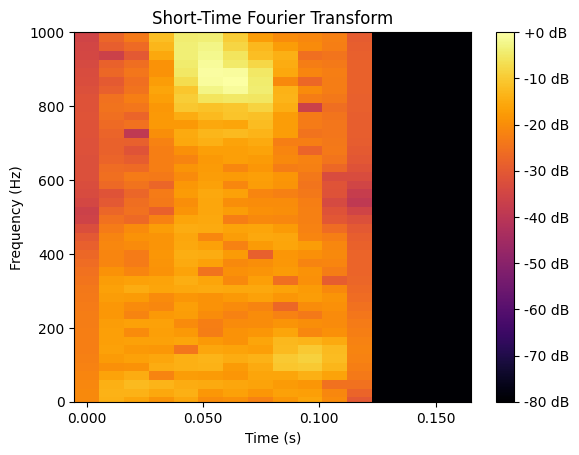 Short-Time Fourier Transform
1000
800
600
400
200
0
Frequency (Hz)
0.000
0.050
0.100
0.150
Time (s)
+0 dB
-10 dB
-20 dB
-30 dB
-40 dB
-50 dB
-60 dB
-70 dB
-80 dB